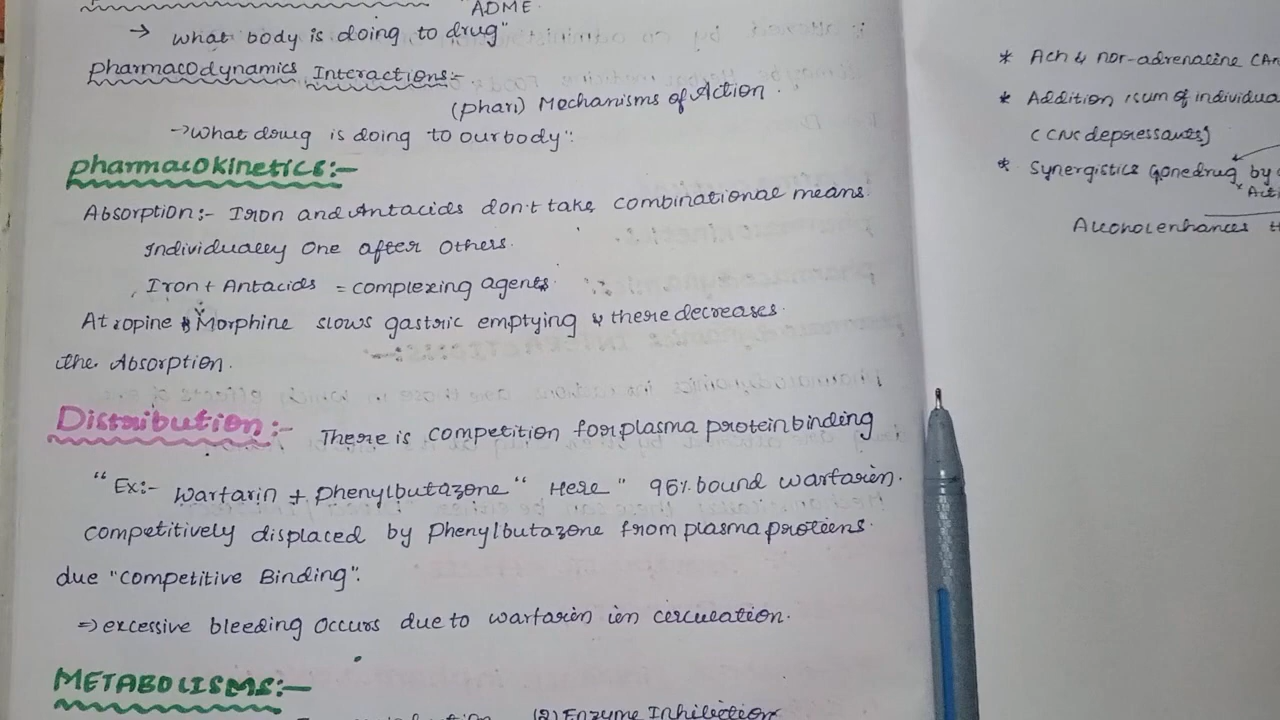 "ADME.
→ what body is doing to drug"
Pharmacodynamics Interactions:-
(phar) Mechanisms of Action.
→ What drug is doing to our body":
pharmacokinetics:-
Absorption:- Iron and Antacids don't take combinational means
Individually One after Others.
Iron + Antacids = complexing agents.
Atropine & Morphine slows gastric emptying & there decreases
the Absorption.
Distribution:- There is competition for plasma protein binding
"Ex:- Warfarin + Phenylbutazone" Here" 95% bound warfarin.
competitively displaced by Phenylbutazone from plasma proteins
due "Competitive Binding":
⇒ excessive bleeding occurs due to warfarin in circulation.
METABOLISMS:-
(2) Enzyme Inhibition
* Ach & nor-adrenaline (An
* Addition :sum of individua
(CNS depressants)
* Synergistics (one drug by
Act
Alcohol enhances